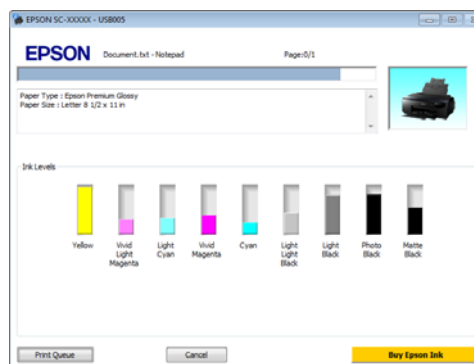 EPSON SC-XXXXX - USB005
EPSON
Document.txt - Notepad
Page:0/1
Paper Type : Epson Premium Glossy
Paper Size : Letter 8 1/2 x 11 in
Ink Levels
Yellow
Vivid
Light
Magenta
Light
Cyan
Vivid
Magenta
Cyan
Light
Light
Black
Light
Black
Photo
Black
Matte
Black
Print Queue
Cancel
Buy Epson Ink